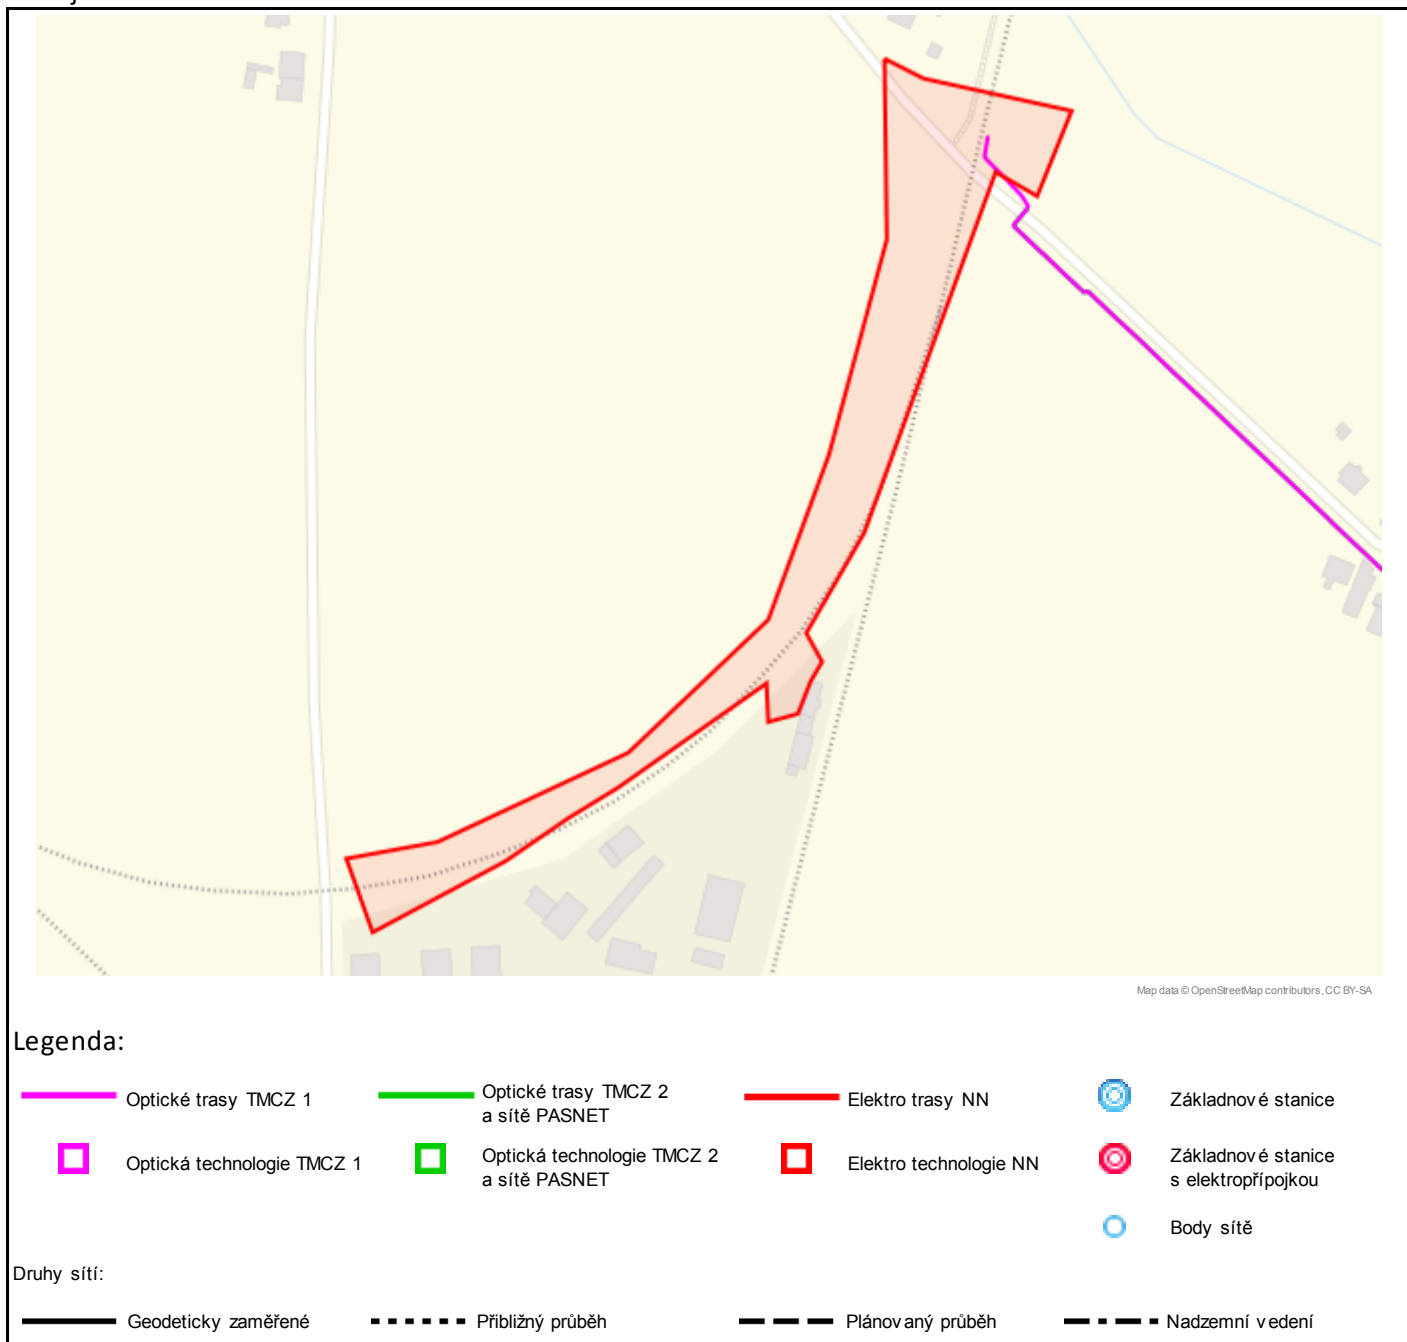 Map data © OpenStreetMap contributors, CC BY-SA
Legenda:
Optické trasy TMCZ 1
Optické trasy TMCZ 2
a sítě PASNET
Elektro trasy NN
Základnové stanice
Optická technologie TMCZ 1
Optická technologie TMCZ 2
a sítě PASNET
Elektro technologie NN
Základnové stanice
s elektropřípojkou
Body sítě
Druhy sítí:
Geodeticky zaměřené
Přibližný průběh
Plánovaný průběh
Nadzemní vedení